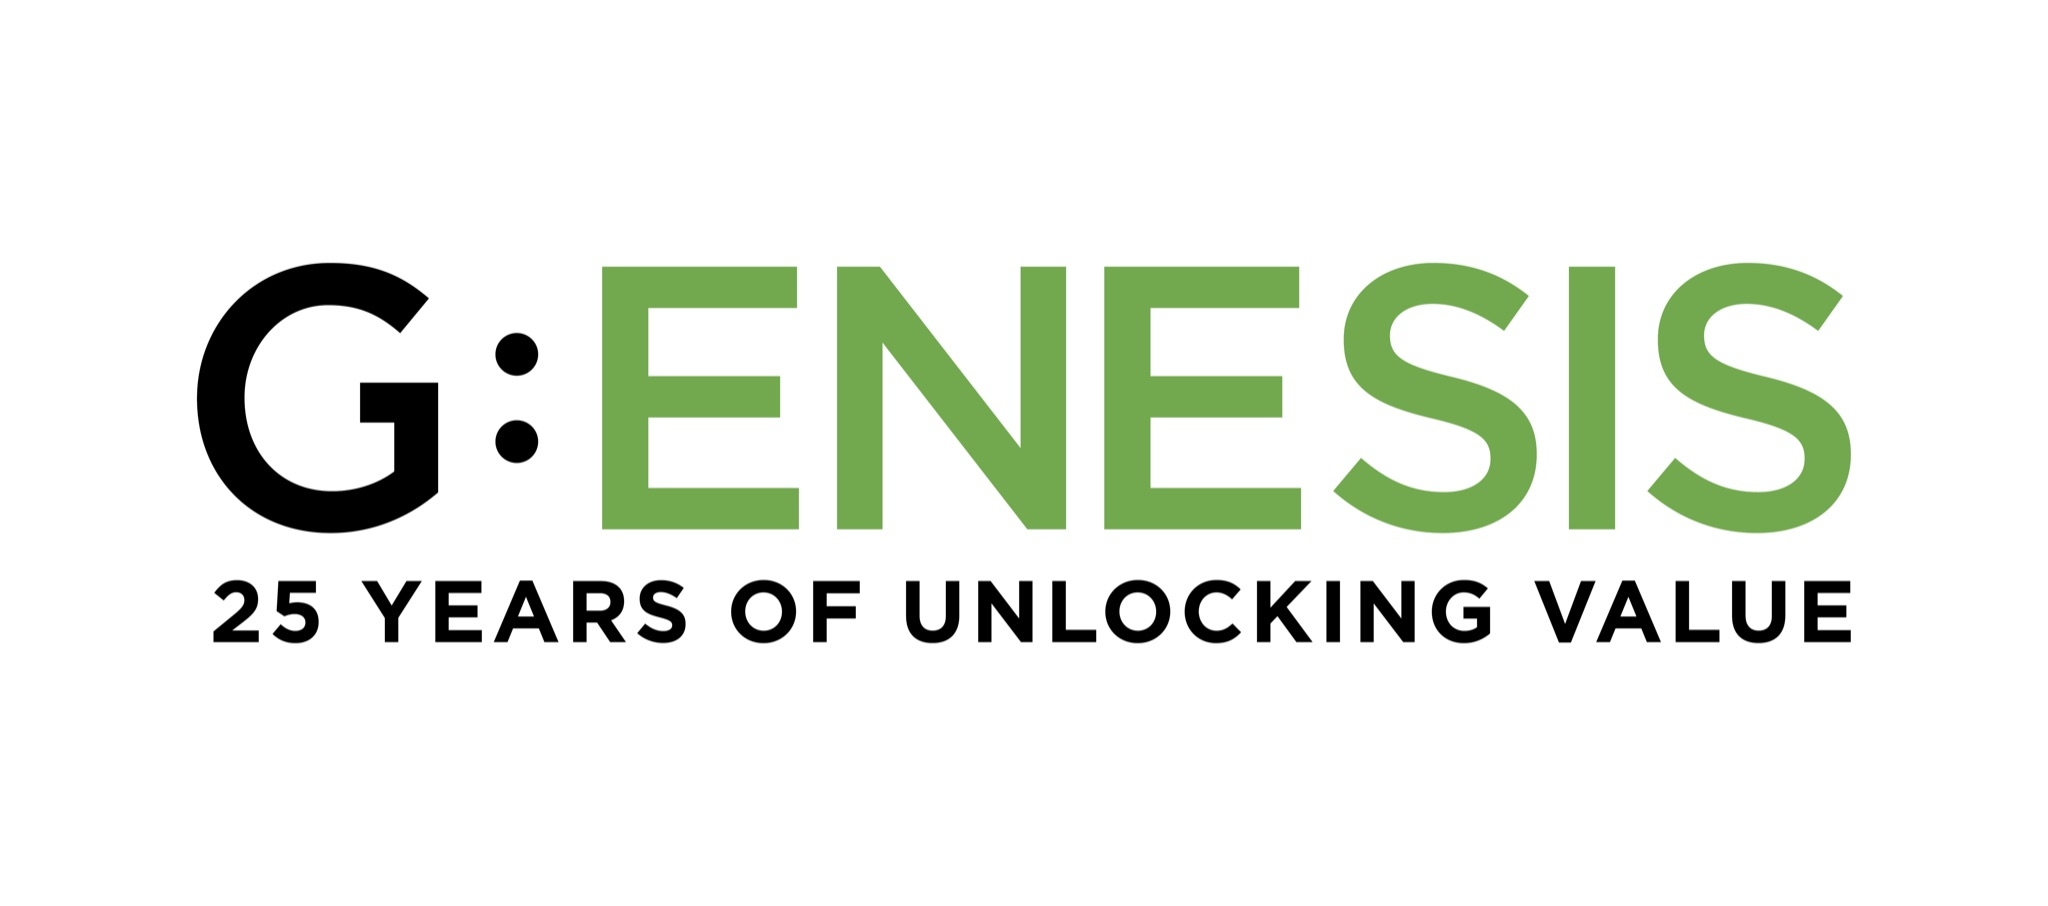 G:ENESIS
25 YEARS OF UNLOCKING VALUE